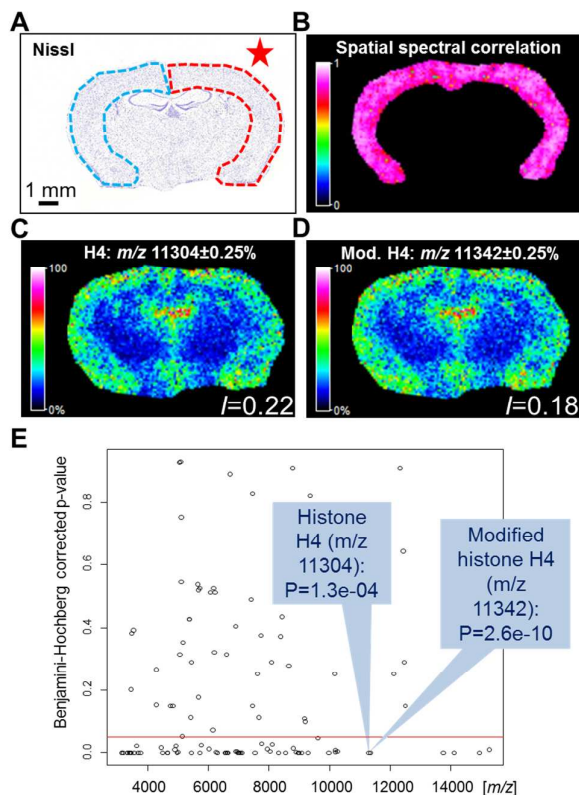 A
Nissl
1 mm
B
Spatial spectral correlation
1
0
C
H4: m/z 11304±0.25%
100
0%
I=0.22
D
Mod. H4: m/z 11342±0.25%
100
0%
I=0.18
E
Benjamini-Hochberg corrected p-value
0.8
0.6
0.4
0.2
0.0
Histone
H4 (m/z
11304):
P=1.3e-04
Modified
histone H4
(m/z
11342):
P=2.6e-10
4000 6000 8000 10000 12000 14000 [m/z]